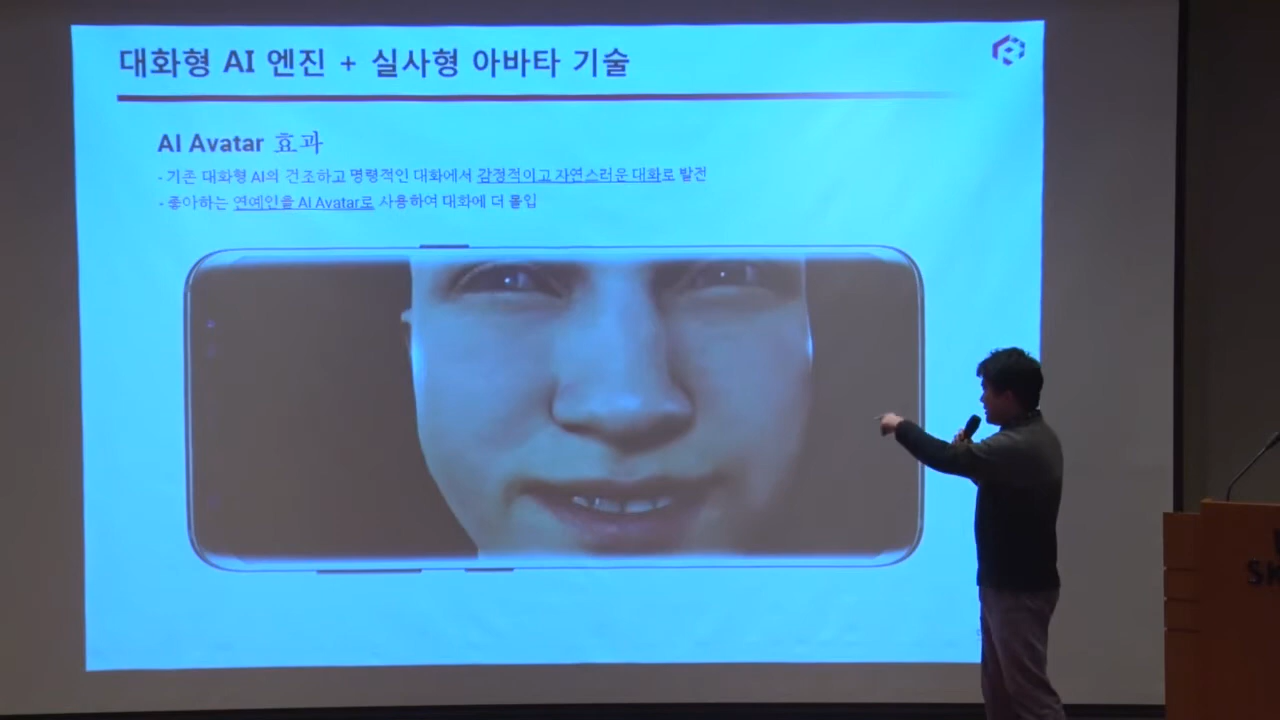 대화형 AI 엔진 + 실사형 아바타 기술
AI Avatar 효과
- 기존 대화형 AI의 건조하고 명령적인 대화에서 감정적이고 자연스러운 대화로 발전
- 좋아하는 연예인을 AI Avatar로 사용하여 대화에 더 몰입